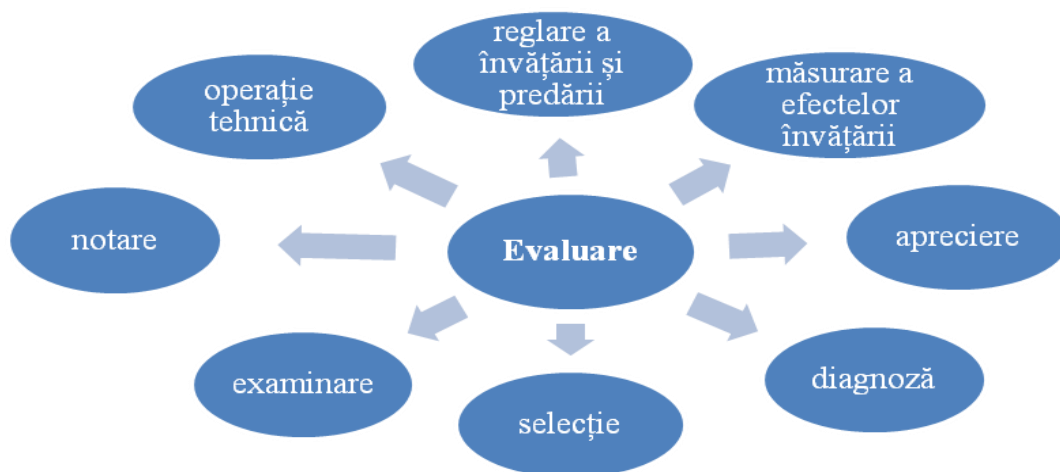 reglare a
învățării și
predării
operație
tehnică
măsurare a
efectelor
învățării
notare
Evaluare
apreciere
examinare
selecție
diagnoză